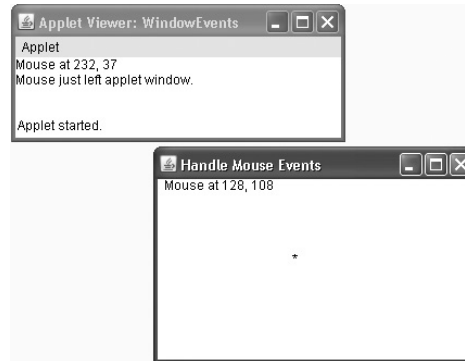 Applet Viewer: WindowEvents
Applet
Mouse at 232, 37
Mouse just left applet window.
Applet started.
Handle Mouse Events
Mouse at 128, 108
*